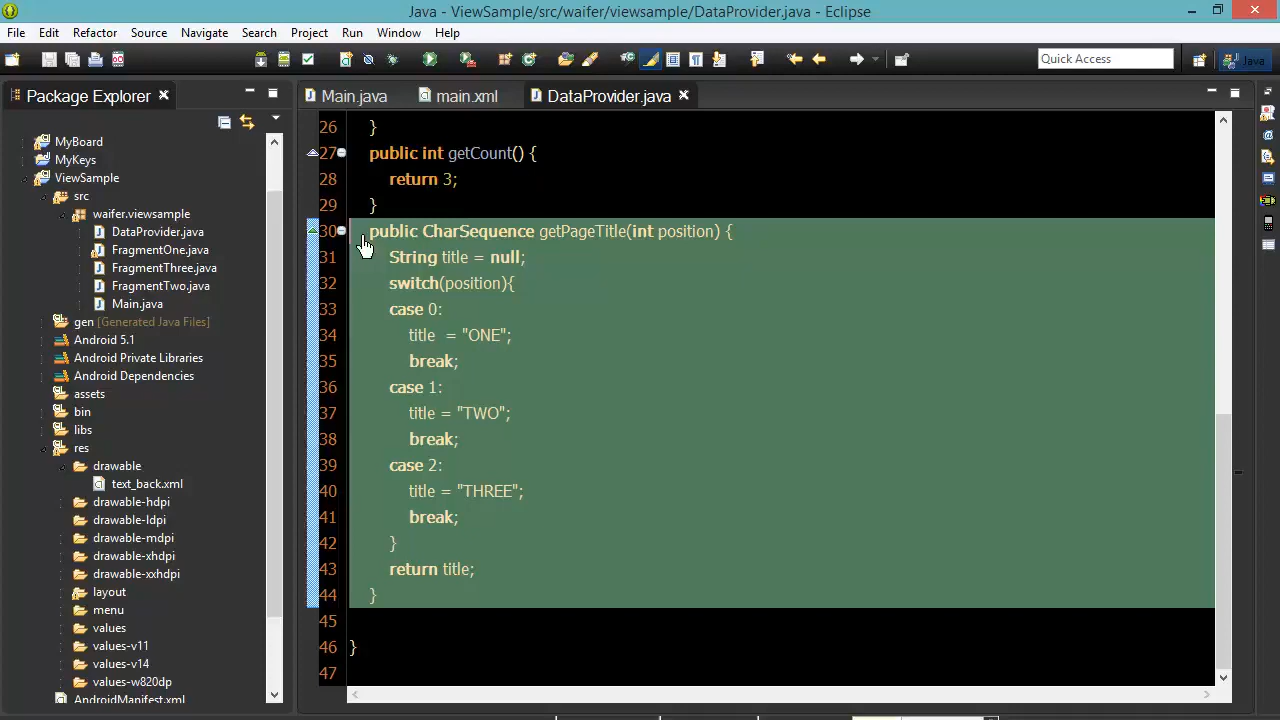 Java - ViewSample/src/waifer/viewsample/DataProvider.java - Eclipse
File Edit Refactor Source Navigate Search Project Run Window Help
Quick Access
Java
Package Explorer
MyBoard
MyKeys
ViewSample
src
waifer.viewsample
DataProvider.java
FragmentOne.java
FragmentThree.java
FragmentTwo.java
Main.java
gen [Generated Java Files]
Android 5.1
Android Private Libraries
Android Dependencies
assets
bin
libs
res
drawable
text_back.xml
drawable-hdpi
drawable-ldpi
drawable-mdpi
drawable-xhdpi
drawable-xxhdpi
layout
menu
values
values-v11
values-v14
values-w820dp
AndroidManifest.xml
Main.java main.xml DataProvider.java
26 }
27 public int getCount() {
28 return 3;
29 }
30 public CharSequence getPageTitle(int position) {
31 String title = null;
32 switch(position){
33 case 0:
34 title  = "ONE";
35 break;
36 case 1:
37 title = "TWO";
38 break;
39 case 2:
40 title = "THREE";
41 break;
42 }
43 return title;
44 }
45
46 }
47